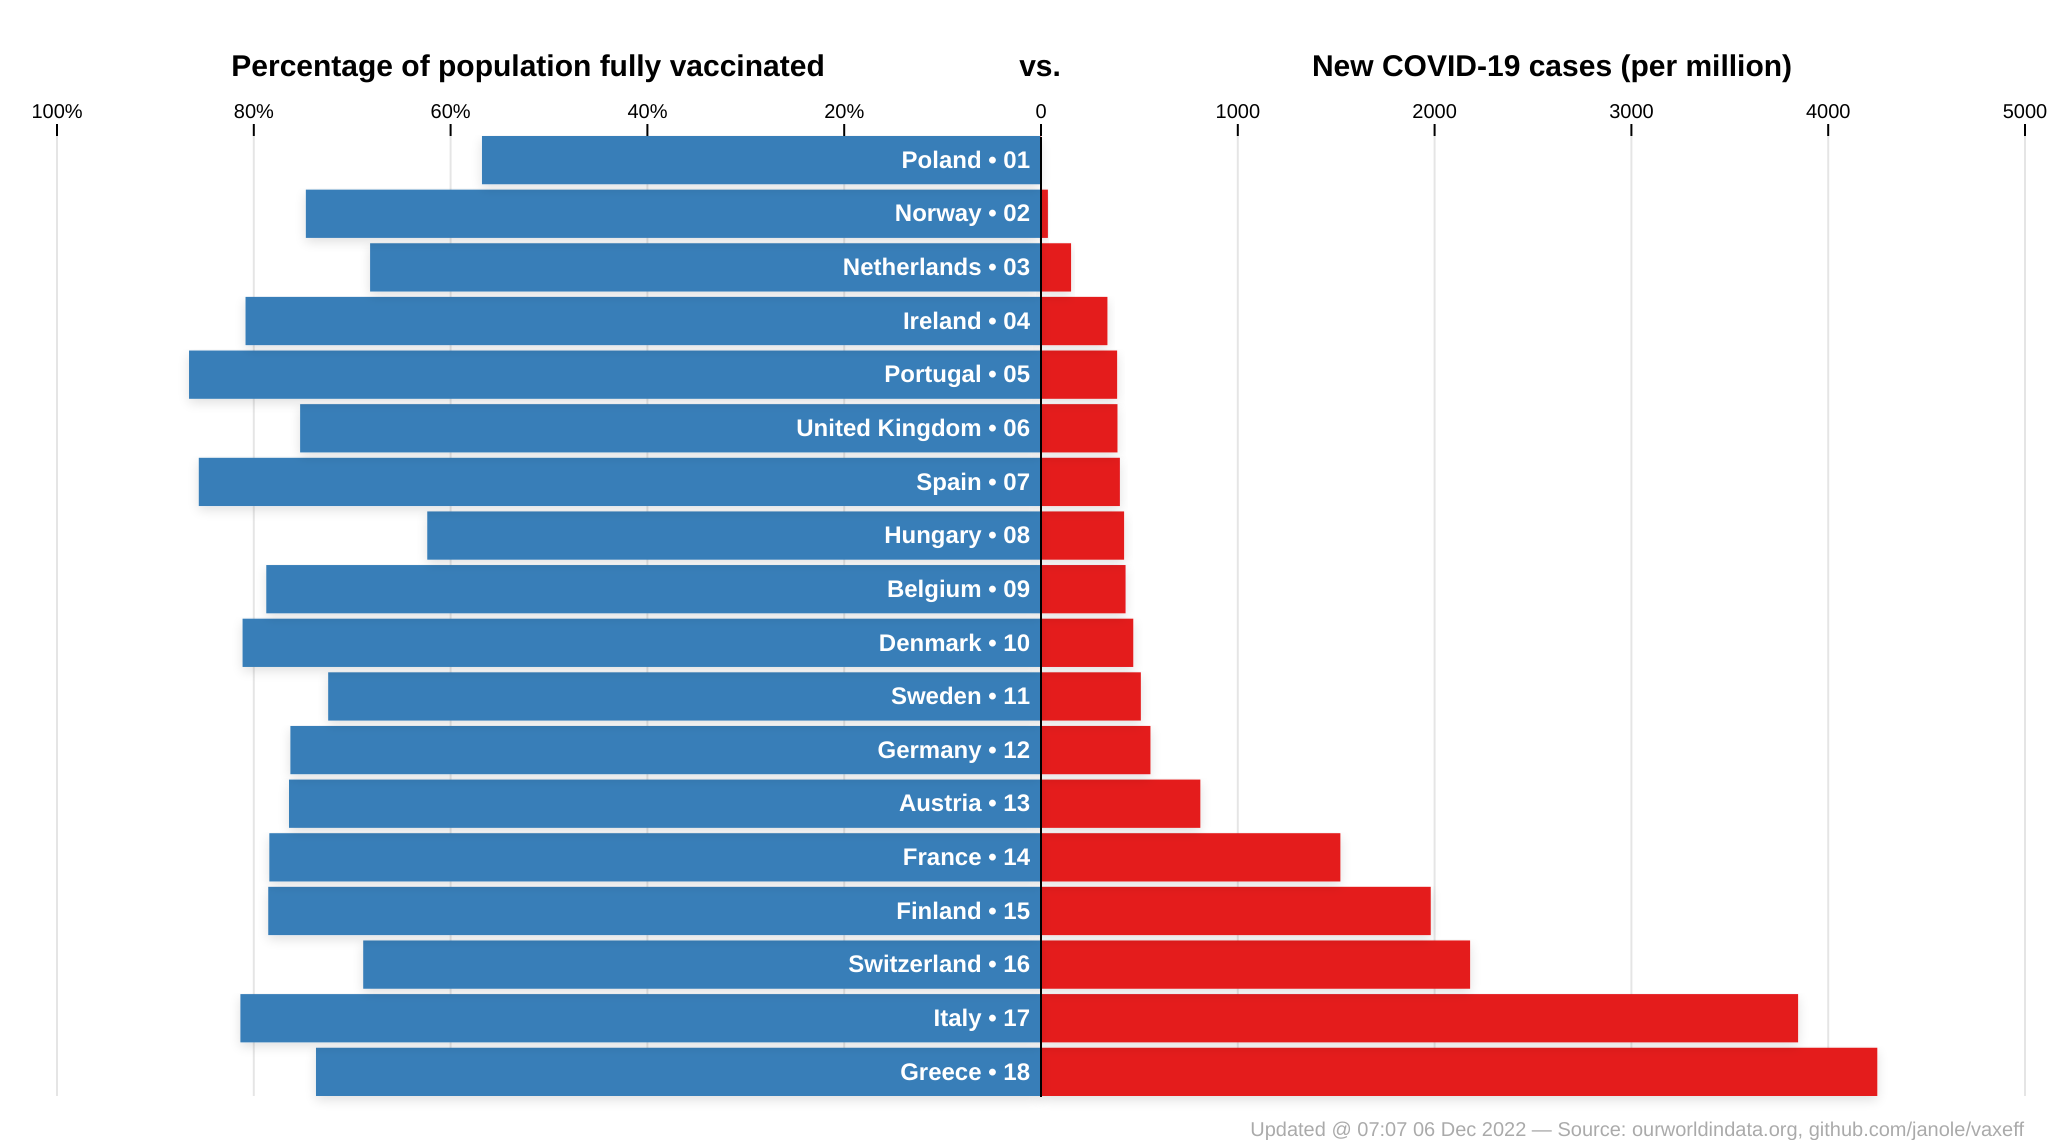 Percentage of population fully vaccinated vs. New COVID-19 cases (per million)
100% 80% 60% 40% 20% 0 1000 2000 3000 4000 5000
Poland • 01
Norway • 02
Netherlands • 03
Ireland • 04
Portugal • 05
United Kingdom • 06
Spain • 07
Hungary • 08
Belgium • 09
Denmark • 10
Sweden • 11
Germany • 12
Austria • 13
France • 14
Finland • 15
Switzerland • 16
Italy • 17
Greece • 18
Updated @ 07:07 06 Dec 2022 — Source: ourworldindata.org, github.com/janole/vaxeff